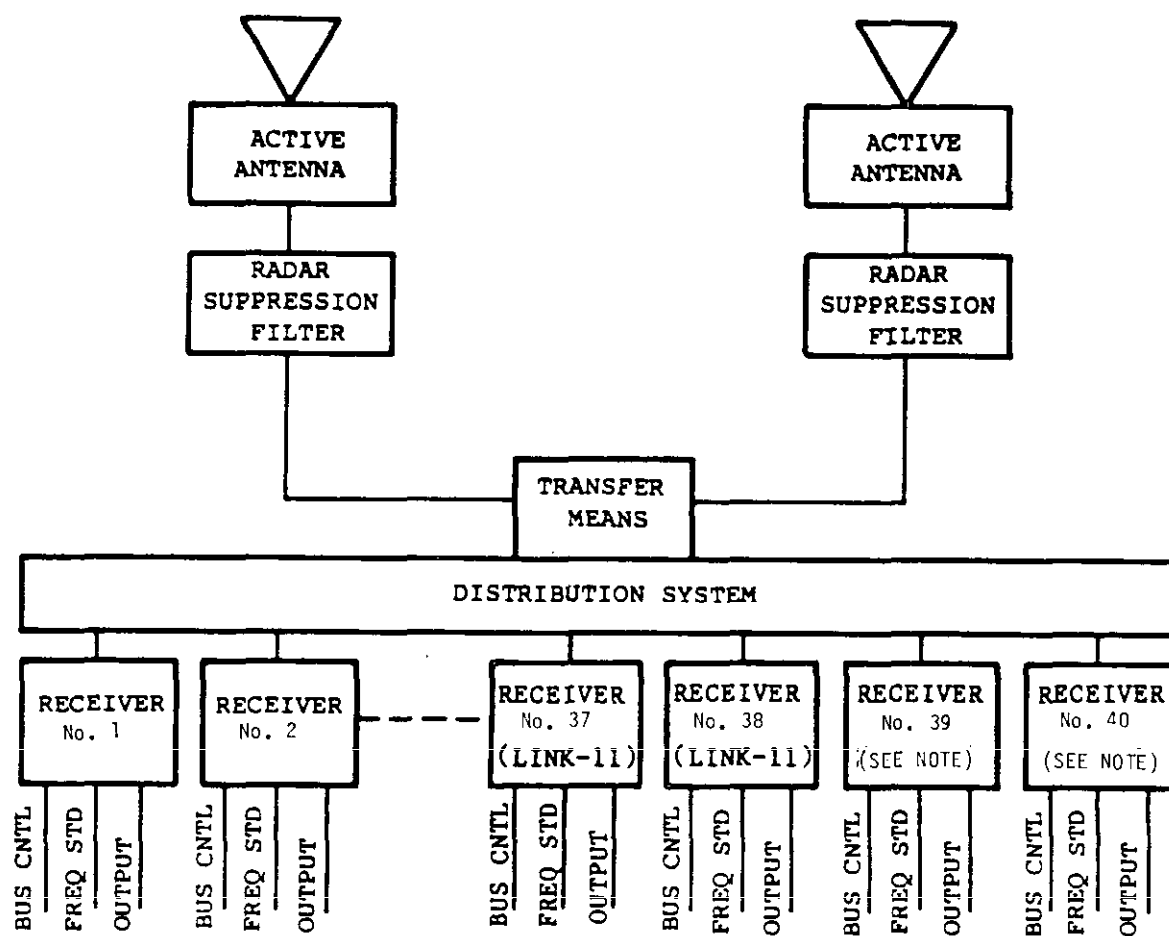 ACTIVE
ANTENNA
ACTIVE
ANTENNA
RADAR
SUPPRESSION
FILTER
RADAR
SUPPRESSION
FILTER
TRANSFER
MEANS
DISTRIBUTION SYSTEM
RECEIVER
No. 1
RECEIVER
No. 2
RECEIVER
No. 37
(LINK-11)
RECEIVER
No. 38
(LINK-11)
RECEIVER
No. 39
(SEE NOTE)
RECEIVER
No. 40
(SEE NOTE)
BUS CNTL
FREQ STD
OUTPUT
BUS CNTL
FREQ STD
OUTPUT
BUS CNTL
FREQ STD
OUTPUT
BUS CNTL
FREQ STD
OUTPUT
BUS CNTL
FREQ STD
OUTPUT
BUS CNTL
FREQ STD
OUTPUT